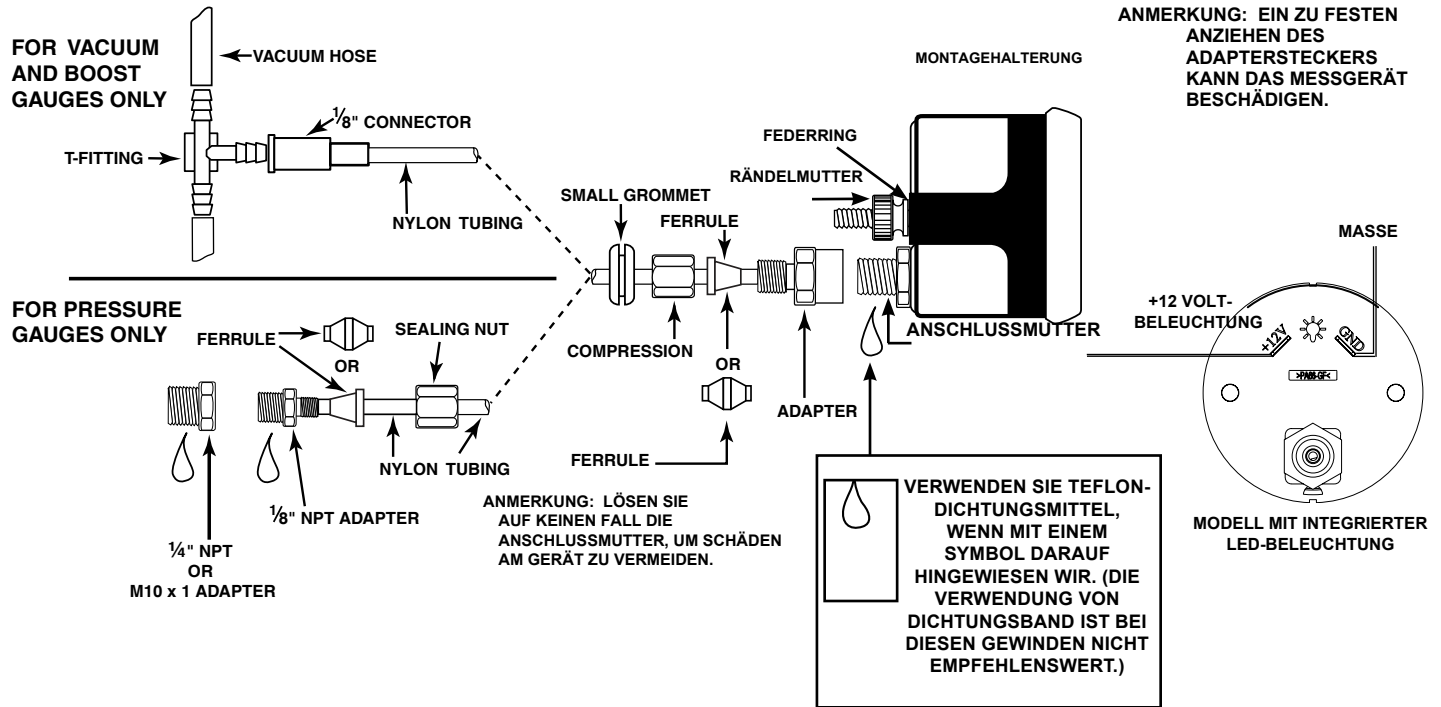 FOR VACUUM
AND BOOST
GAUGES ONLY
VACUUM HOSE
1/8" CONNECTOR
T-FITTING
NYLON TUBING
FOR PRESSURE
GAUGES ONLY
FERRULE
OR
SEALING NUT
NYLON TUBING
1/8" NPT ADAPTER
1/4" NPT
OR
M10 x 1 ADAPTER
SMALL GROMMET
FERRULE
COMPRESSION
OR
FERRULE
ADAPTER
ANMERKUNG: LÖSEN SIE
AUF KEINEN FALL DIE
ANSCHLUSSMUTTER, UM SCHÄDEN
AM GERÄT ZU VERMEIDEN.
MONTAGEHALTERUNG
FEDERRING
RÄNDELMUTTER
ANSCHLUSSMUTTER
VERWENDEN SIE TEFLON-
DICHTUNGSMITTEL,
WENN MIT EINEM
SYMBOL DARAUF
HINGEWIESEN WIR. (DIE
VERWENDUNG VON
DICHTUNGSBAND IST BEI
DIESEN GEWINDEN NICHT
EMPFEHLENSWERT.)
ANMERKUNG: EIN ZU FESTEN
ANZIEHEN DES
ADAPTERSTECKERS
KANN DAS MESSGERÄT
BESCHÄDIGEN.
MASSE
+12 VOLT-
BELEUCHTUNG
+12V
GND
>PA66-GF<
MODELL MIT INTEGRIERTER
LED-BELEUCHTUNG